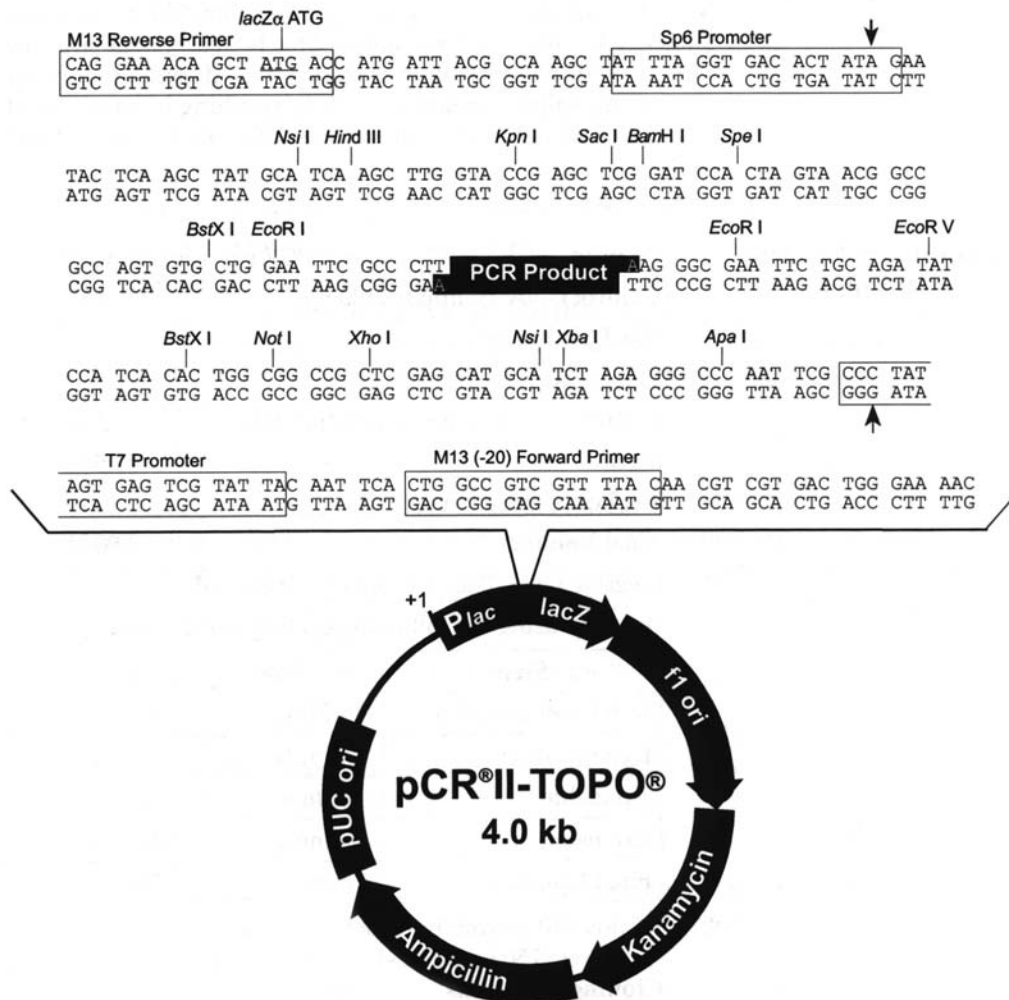 lacZα ATG
M13 Reverse Primer
Sp6 Promoter
CAG GAA ACA GCT ATG ACC ATG ATT ACG CCA AGC TAT TTA GGT GAC ACT ATA GAA
GTC CTT TGT CGA TAC TGG TAC TAA TGC GGT TCG ATA AAT CCA CTG TGA TAT CTT
Nsi I HindIII Kpn I Sac I BamH I Spe I
TAC TCA AGC TAT GCA TCA AGC TTG GTA CCG AGC TCG GAT CCA CTA GTA ACG GCC
ATG AGT TCG ATA CGT AGT TCG AAC CAT GGC TCG AGC CTA GGT GAT CAT TGC CGG
BstX I EcoR I EcoR I EcoR V
GCC AGT GTG CTG GAA TTC GCC CTT PCR Product AAG GGC GAA TTC TGC AGA TAT
CGG TCA CAC GAC CTT AAG CGG GAA TTC CCG CTT AAG ACG TCT ATA
BstX I Not I Xho I Nsi I Xba I Apa I
CCA TCA CAC TGG CGG CCG CTC GAG CAT GCA TCT AGA GGG CCC AAT TCG CCC TAT
GGT AGT GTG ACC GCC GGC GAG CTC GTA CGT AGA TCT CCC GGG TTA AGC GGG ATA
T7 Promoter
M13 (-20) Forward Primer
AGT GAG TCG TAT TAC AAT TCA CTG GCC GTC GTT TTA CAA CGT CGT GAC TGG GAA AAC
TCA CTC AGC ATA ATG TTA AGT GAC CGG CAG CAA AAT GTT GCA GCA CTG ACC CTT TTG
+1
Plac lacZ
f1 ori
Kanamycin
Ampicillin
pUC ori
pCR®II-TOPO®
4.0 kb